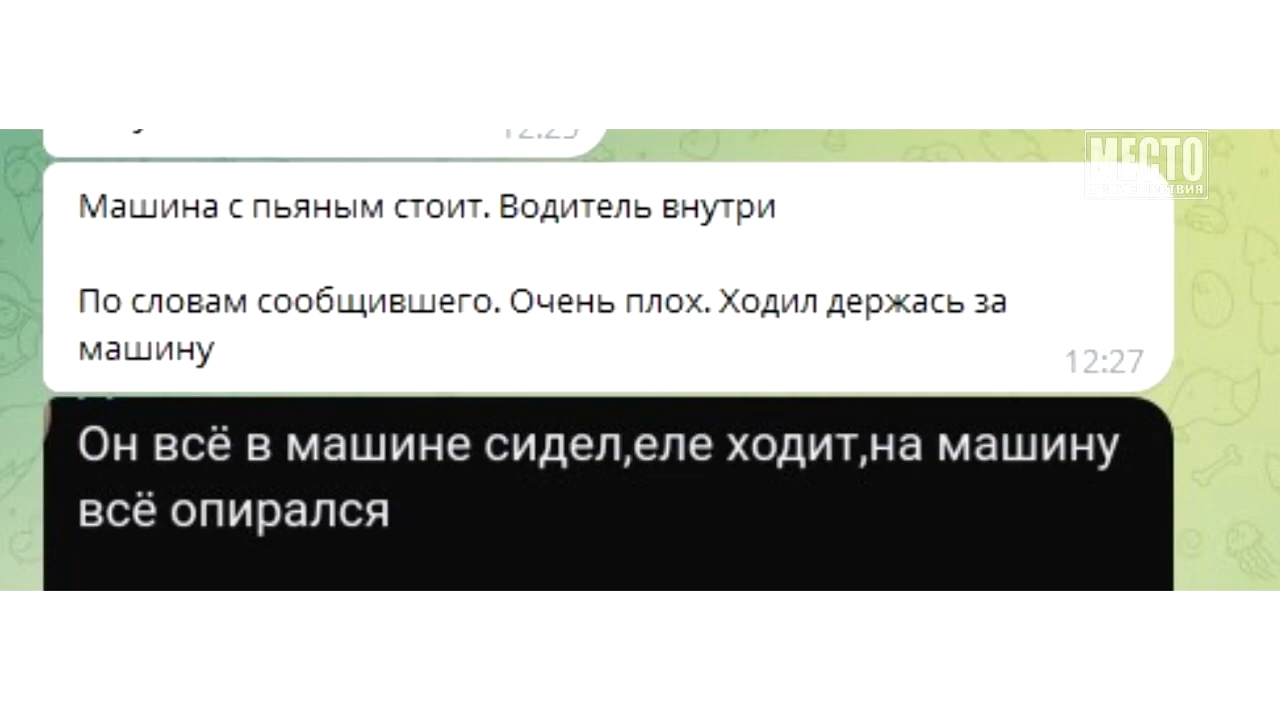 МЕСТО
Машина с пьяным стоит. Водитель внутри
По словам сообщившего. Очень плох. Ходил держась за
машину
12:27
Он всё в машине сидел,еле ходит,на машину
всё опирался